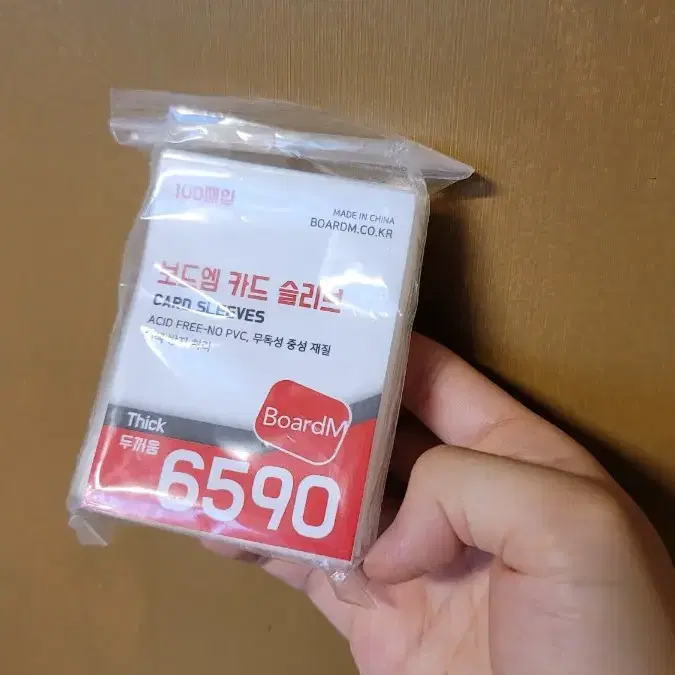 100매입
MADE IN CHINA
BOARDM.CO.KR
보드엠 카드 슬리브
CARD SLEEVES
ACID FREE-NO PVC, 무독성 중성 재질
처리
BoardM
Thick
두꺼움
6590